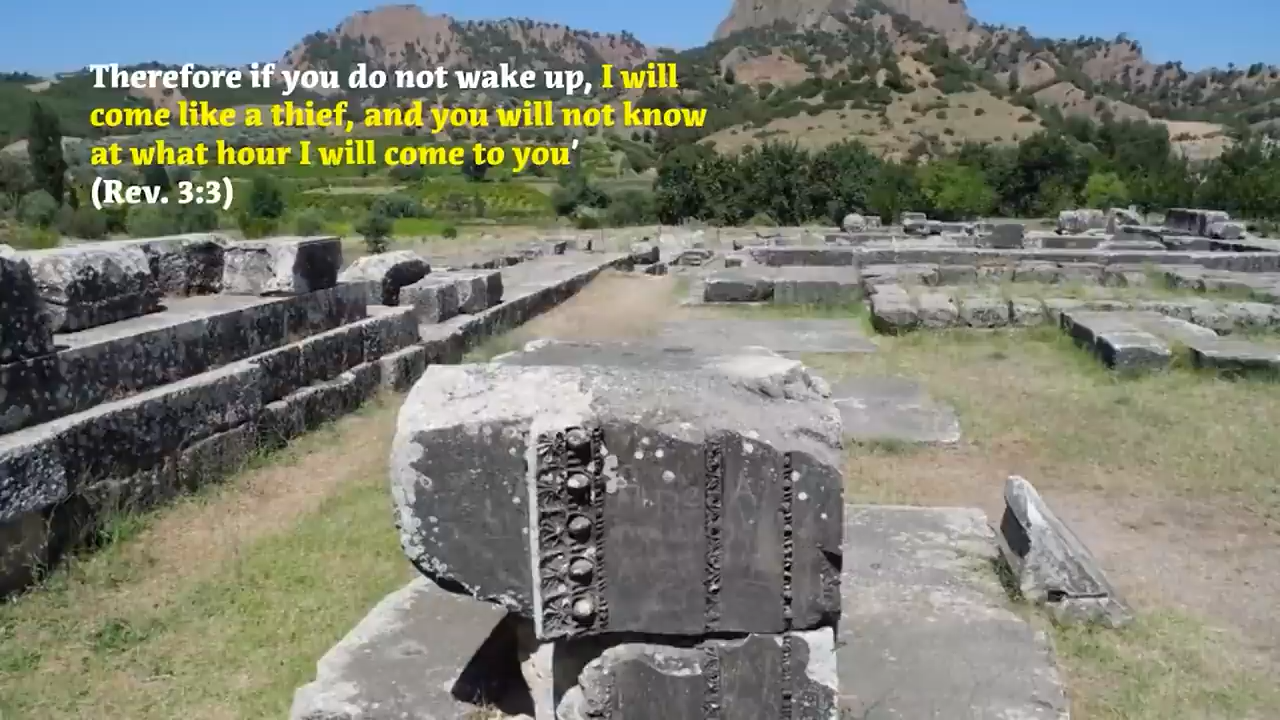 Therefore if you do not wake up, I will
come like a thief, and you will not know
at what hour I will come to you’
(Rev. 3:3)